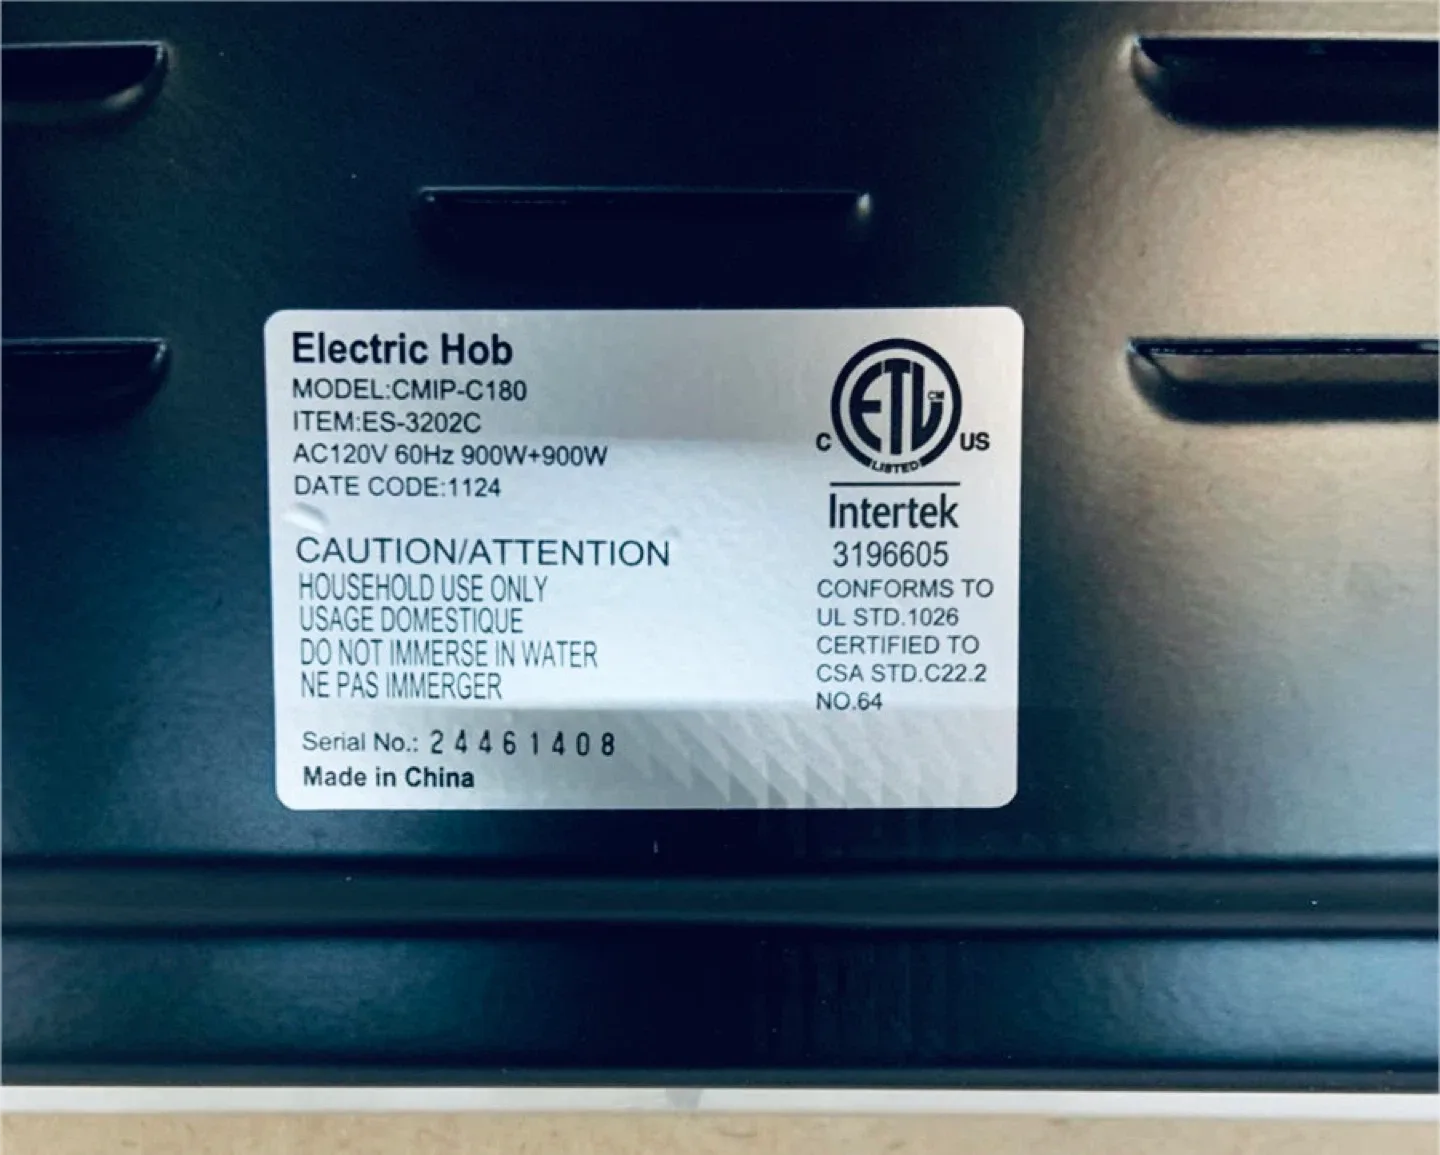 Electric Hob
MODEL:CMIP-C180
ITEM:ES-3202C
AC120V 60Hz 900W+900W
DATE CODE:1124
CAUTION/ATTENTION
HOUSEHOLD USE ONLY
USAGE DOMESTIQUE
DO NOT IMMERSE IN WATER
NE PAS IMMERGER
Serial No.: 24461408
Made in China
ETL CM
C US
LISTED
Intertek
3196605
CONFORMS TO
UL STD.1026
CERTIFIED TO
CSA STD.C22.2
NO.64